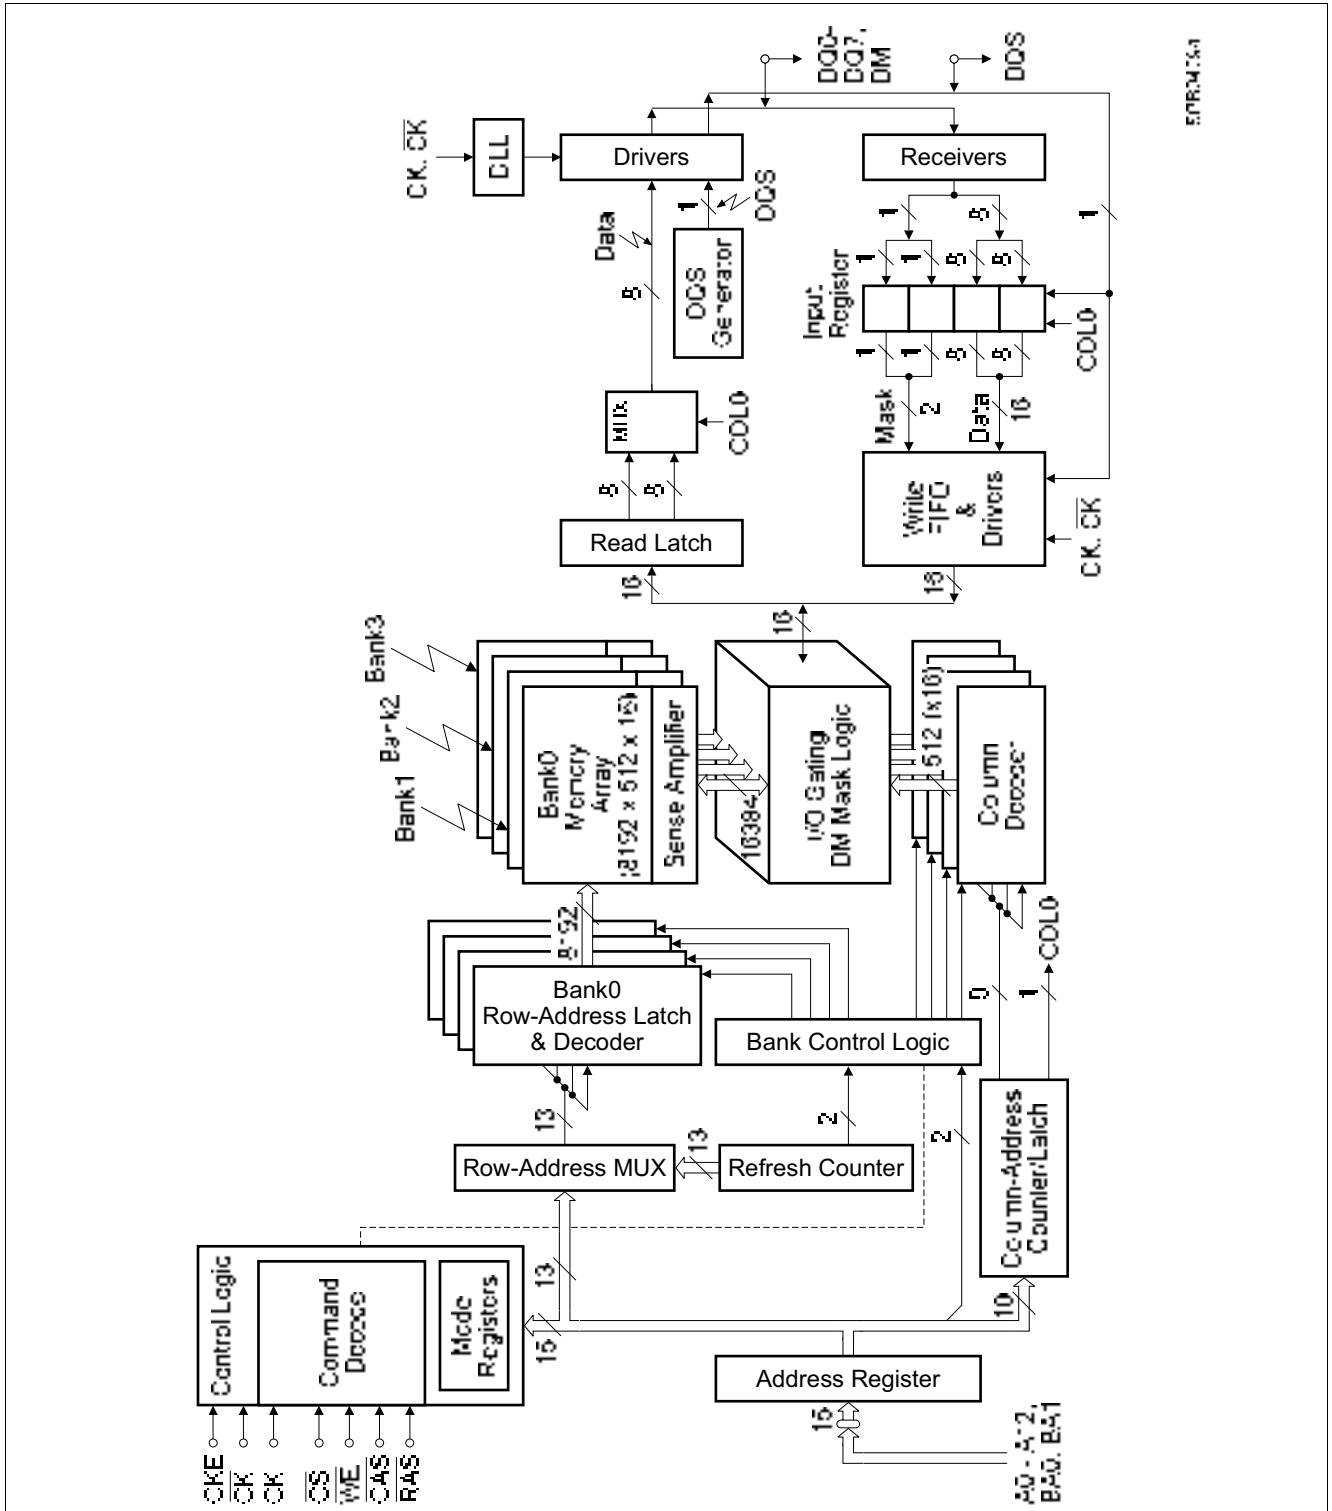 CK, CK
DLL
Drivers
Data
8
1
DQS
DQS
Generator
DQ0-
DQ7,
DM
DQS
Receivers
1
8
1
1
1
8
8
Input
Register
1
1
8
8
COL0
Mask
2
Data
16
MUX
COL0
8
8
Read Latch
16
Write
FIFO
&
Drivers
CK, CK
16
16
Bank3
Bank2
Bank1
Bank0
Memory
Array
(8192 x 512 x 16)
Sense Amplifier
16384
I/O Gating
DM Mask Logic
512 (x16)
Column
Decoder
8192
Bank0
Row-Address Latch
& Decoder
Bank Control Logic
9
1
COL0
13
2
2
Row-Address MUX
13
Refresh Counter
Column-Address
Counter/Latch
Control Logic
Command
Decoder
Mode
Registers
13
15
10
Address Register
15
CKE
CK
CK
CS
WE
CAS
RAS
A0 - A12,
BA0, BA1